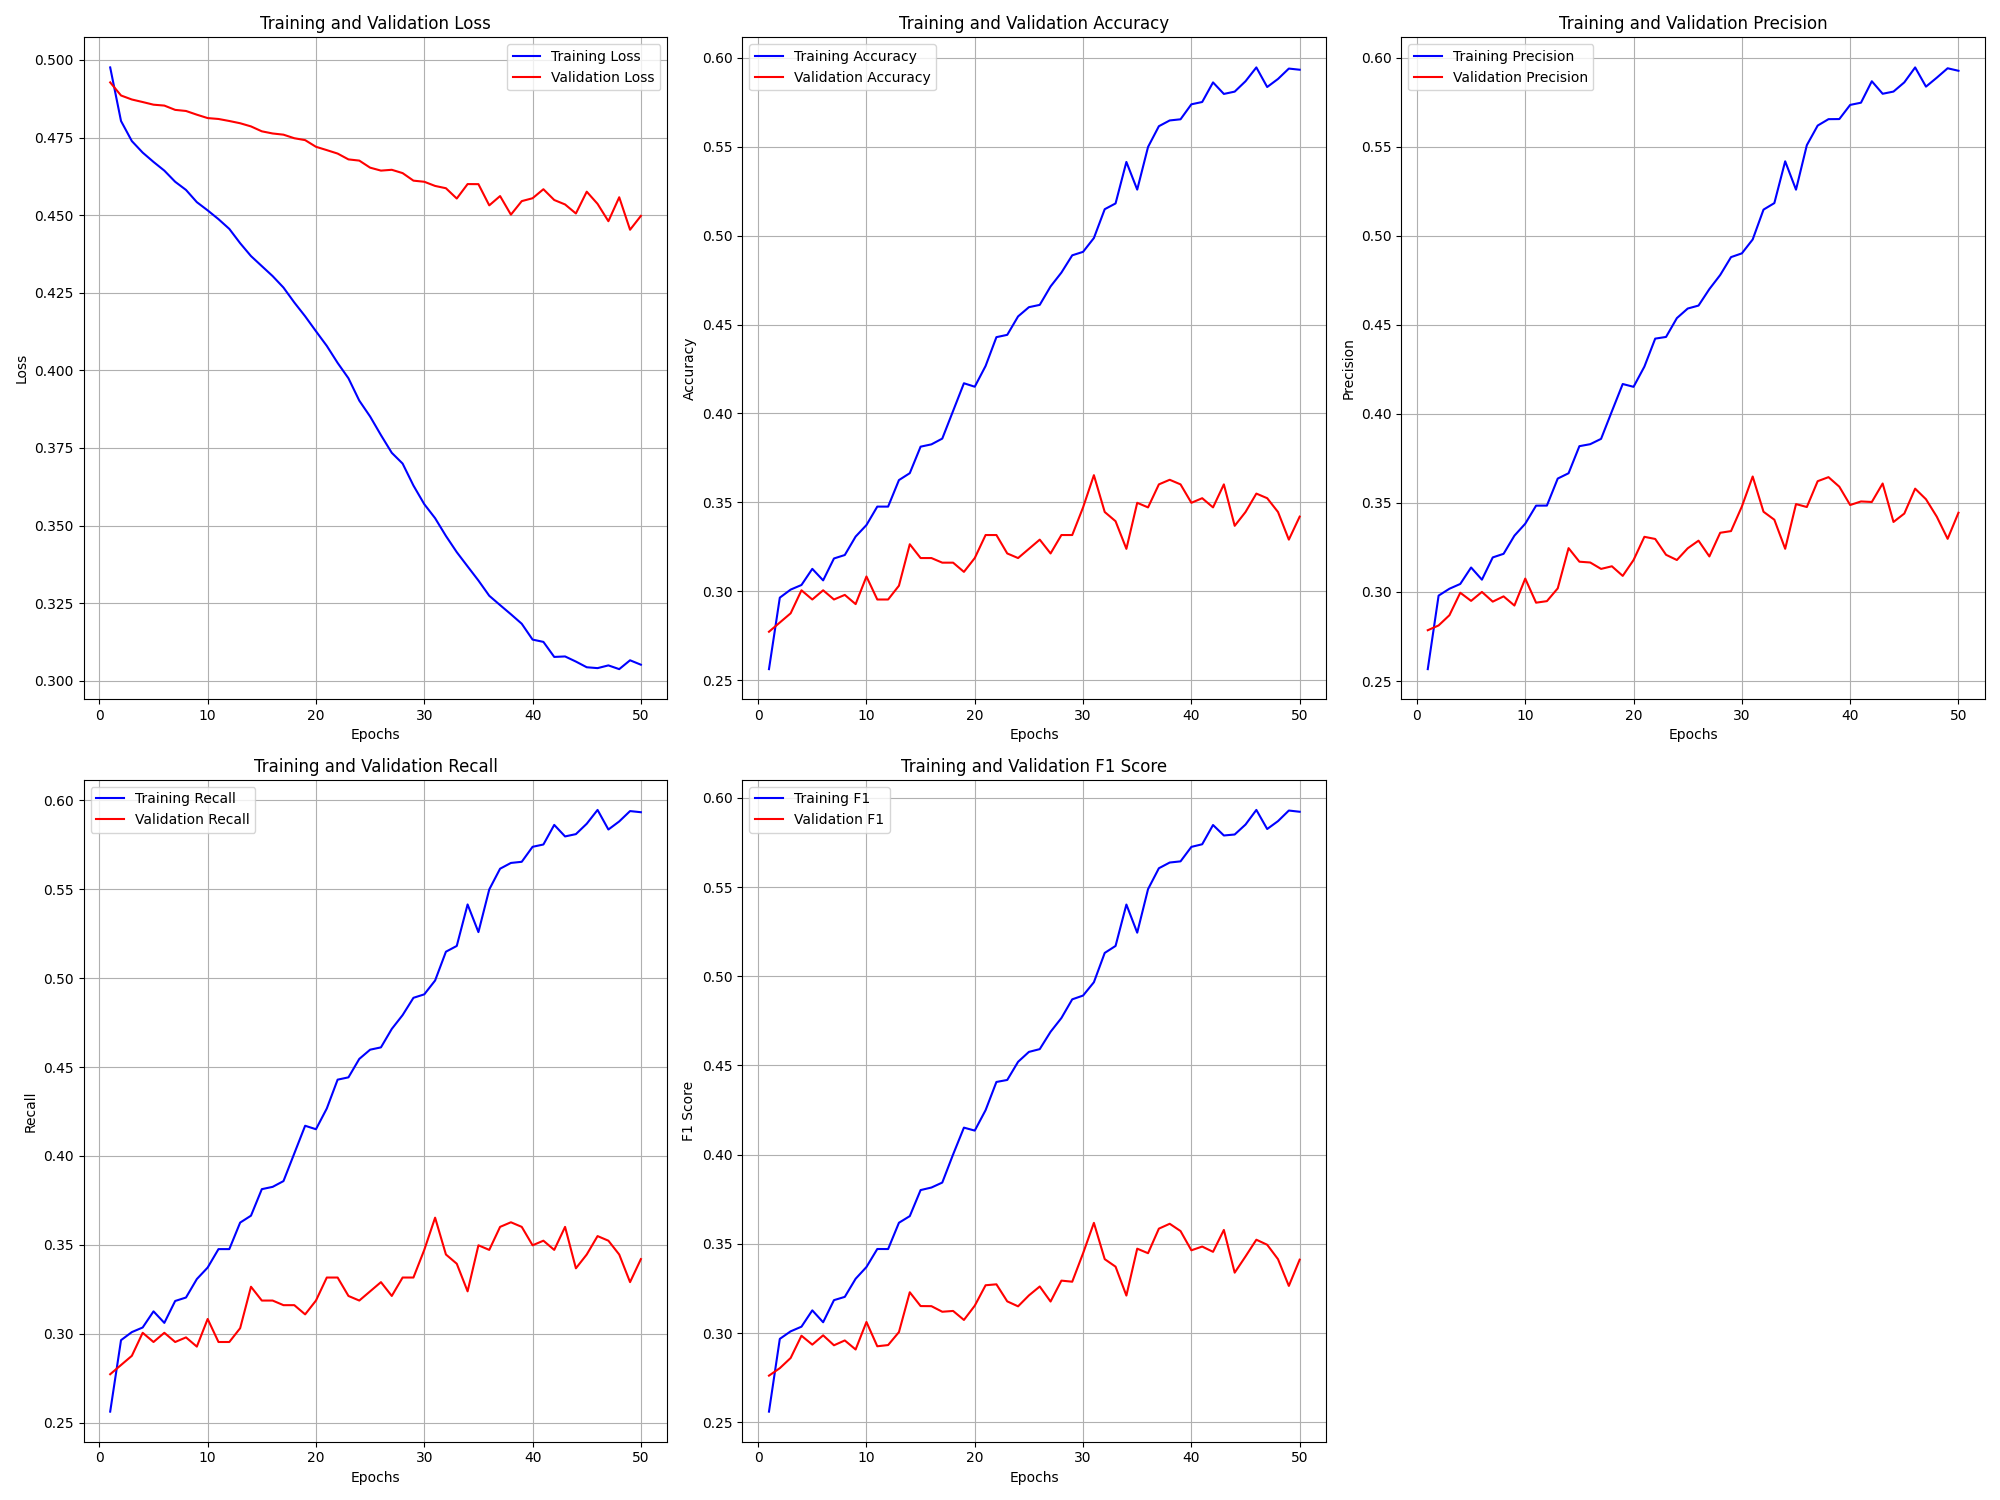 Training and Validation Loss
Training Loss
Validation Loss
0.500
0.475
0.450
0.425
0.400
0.375
0.350
0.325
0.300
Loss
0 10 20 30 40 50
Epochs
Training and Validation Accuracy
Training Accuracy
Validation Accuracy
0.60
0.55
0.50
0.45
0.40
0.35
0.30
0.25
Accuracy
0 10 20 30 40 50
Epochs
Training and Validation Precision
Training Precision
Validation Precision
0.60
0.55
0.50
0.45
0.40
0.35
0.30
0.25
Precision
0 10 20 30 40 50
Epochs
Training and Validation Recall
Training Recall
Validation Recall
0.60
0.55
0.50
0.45
0.40
0.35
0.30
0.25
Recall
0 10 20 30 40 50
Epochs
Training and Validation F1 Score
Training F1
Validation F1
0.60
0.55
0.50
0.45
0.40
0.35
0.30
0.25
F1 Score
0 10 20 30 40 50
Epochs